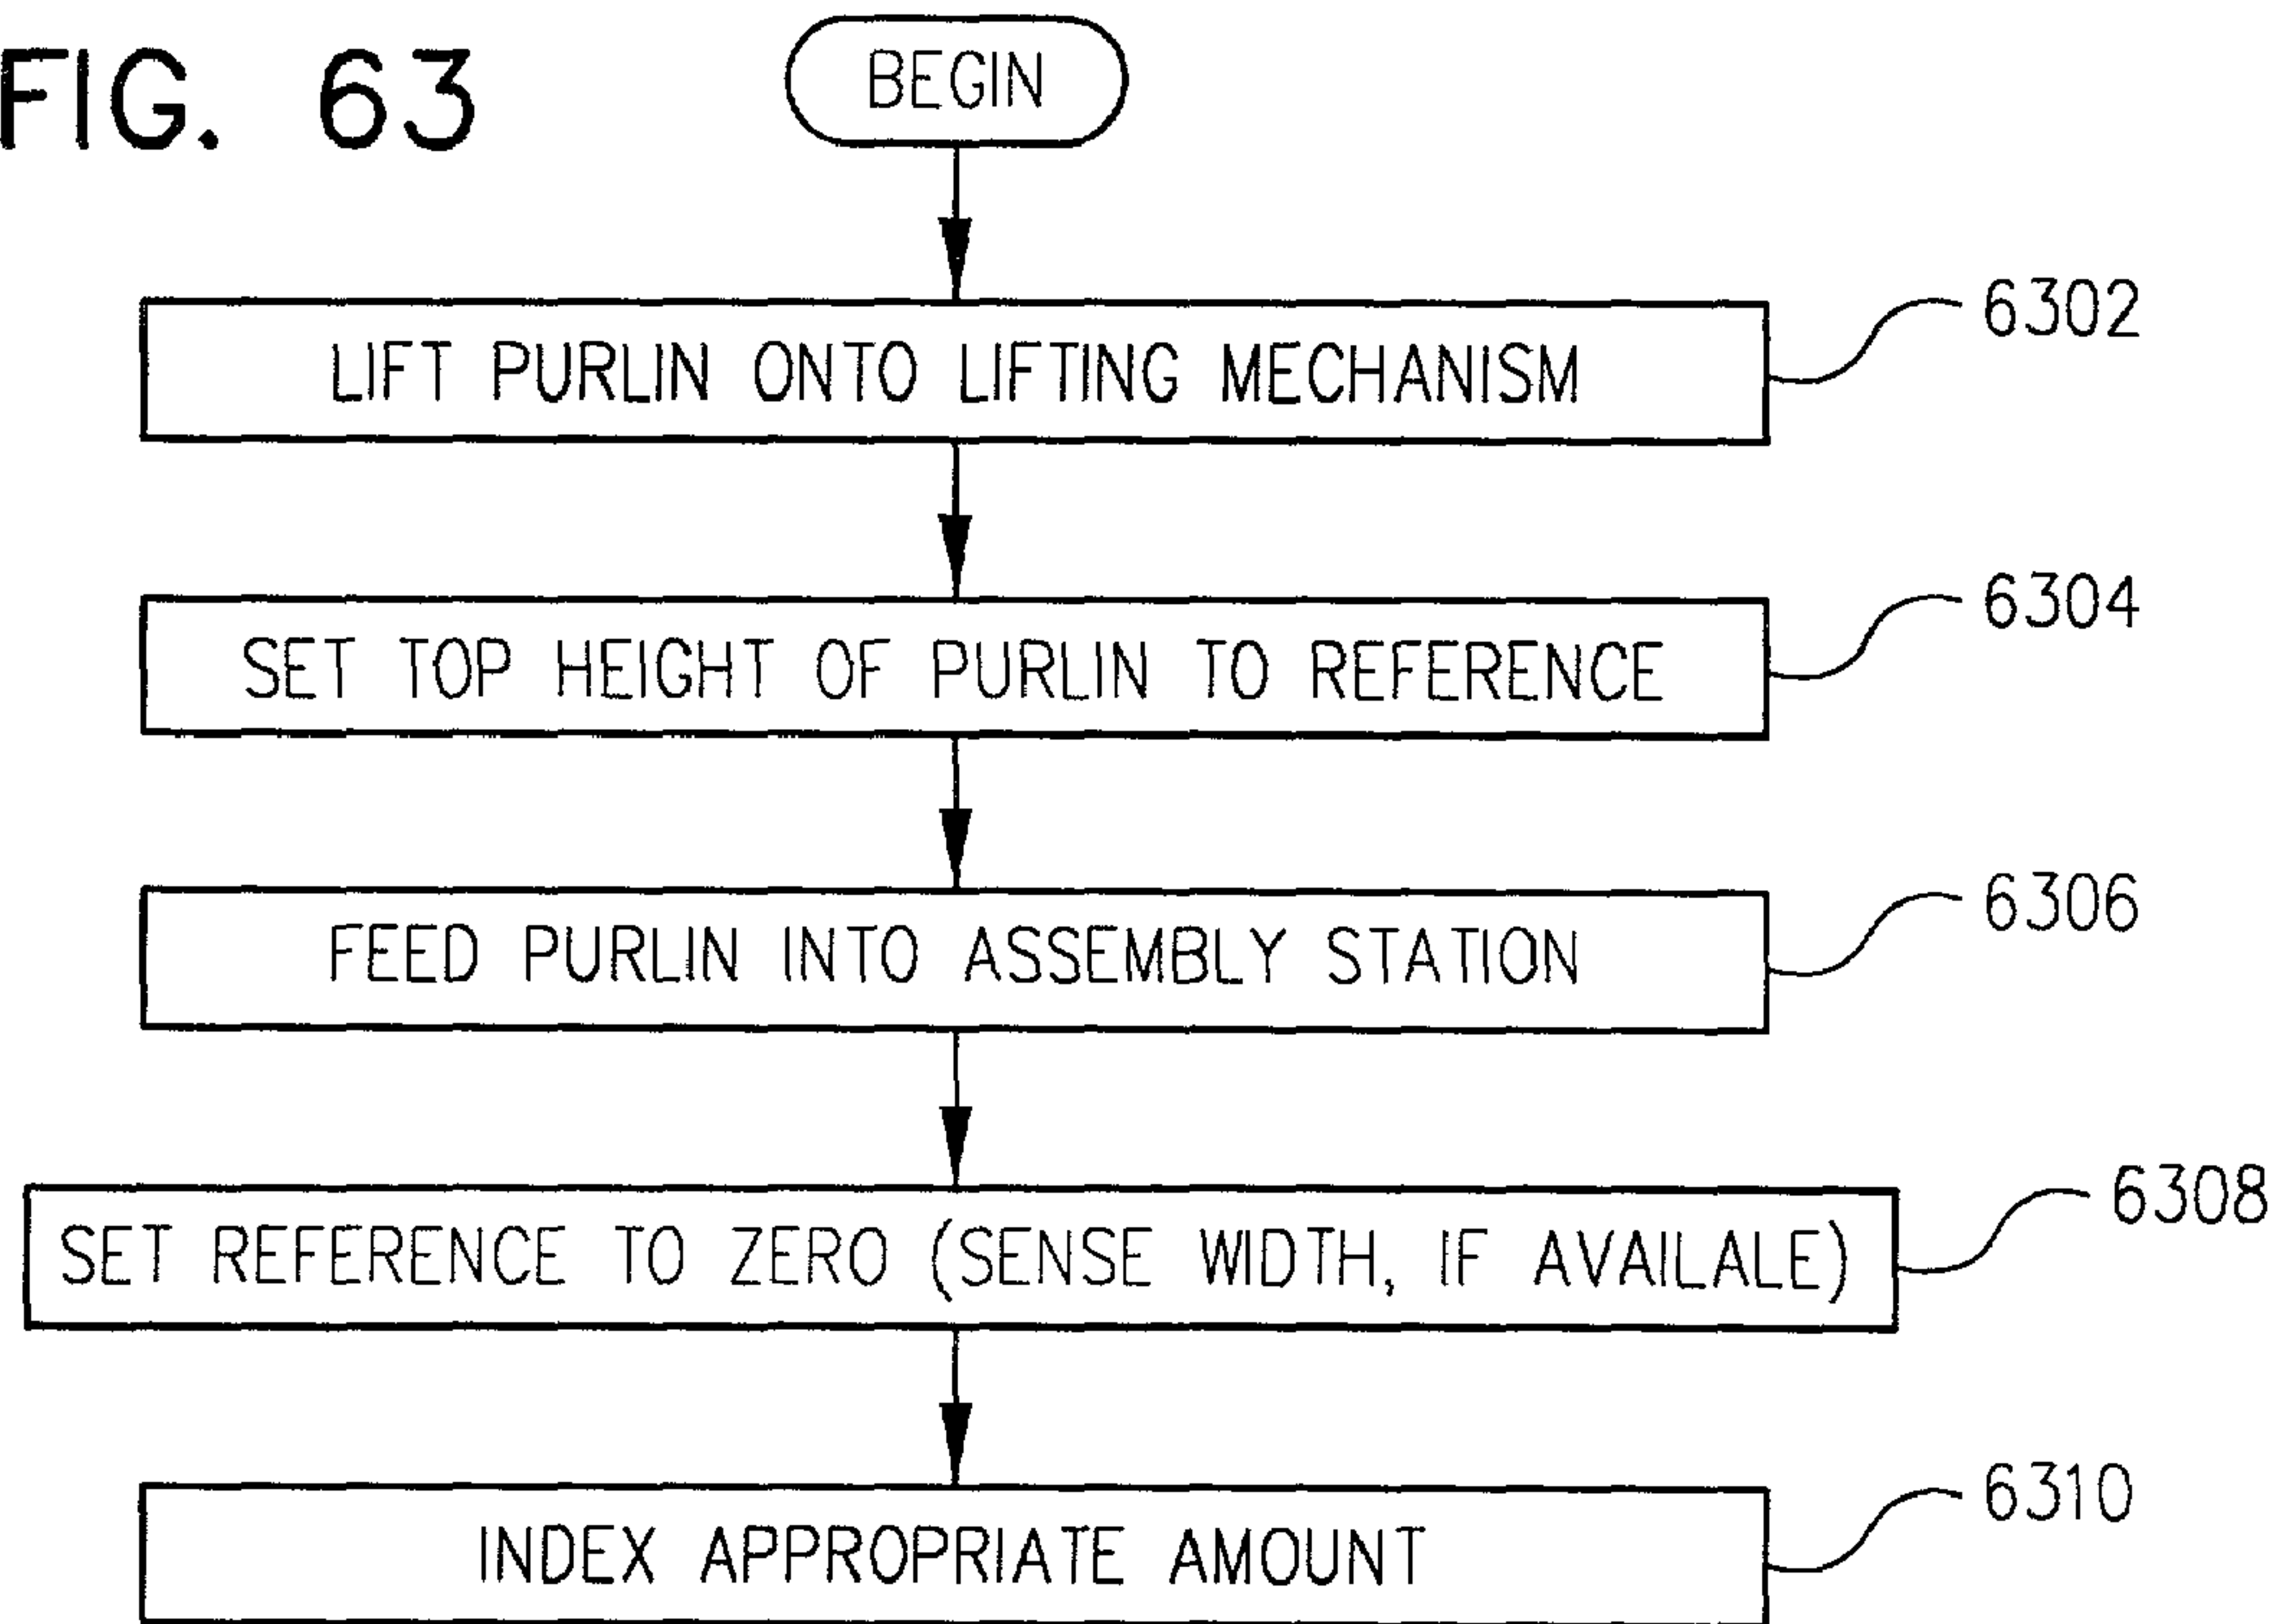 FIG. 63
BEGIN
LIFT PURLIN ONTO LIFTING MECHANISM
6302
SET TOP HEIGHT OF PURLIN TO REFERENCE
6304
FEED PURLIN INTO ASSEMBLY STATION
6306
SET REFERENCE TO ZERO (SENSE WIDTH, IF AVAILALE)
6308
INDEX APPROPRIATE AMOUNT
6310